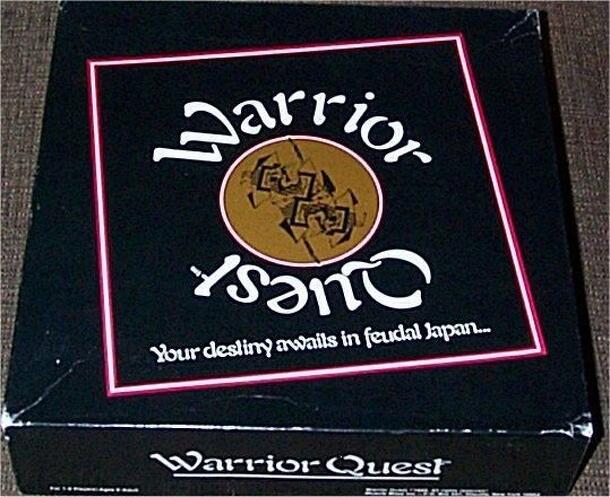 Warrior
Quest
Your destiny awaits in feudal Japan...
Warrior Quest